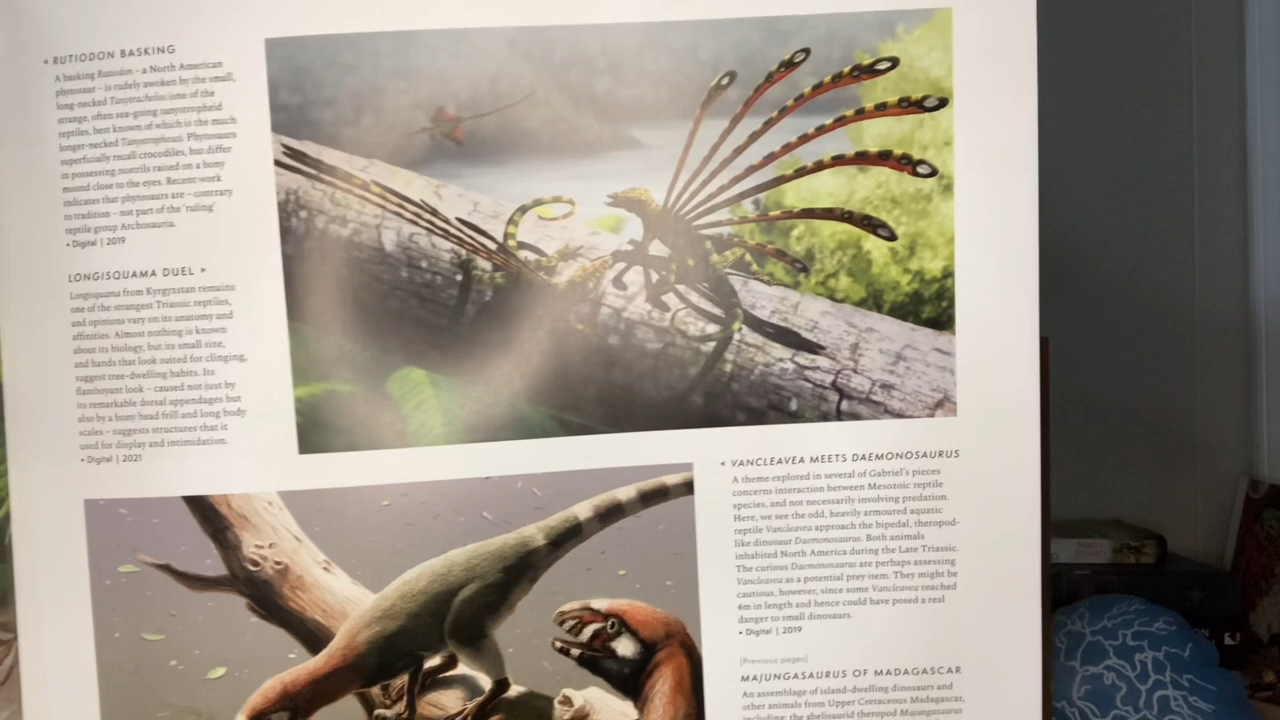 ◂ RUTIODON BASKING
A basking Rutiodon – a North American
phytosaur – is rudely awoken by the small,
long-necked Tanytrachelos (one of the
strange, often sea-going tanystropheid
reptiles, best known of which is the much
longer-necked Tanystropheus). Phytosaurs
superficially recall crocodiles, but differ
in possessing nostrils raised on a bony
mound close to the eyes. Recent work
indicates that phytosaurs are – contrary
to tradition – not part of the 'ruling'
reptile group Archosauria.
• Digital | 2019
LONGISQUAMA DUEL ▸
Longisquama from Kyrgyzstan remains
one of the strangest Triassic reptiles,
and opinions vary on its anatomy and
affinities. Almost nothing is known
about its biology, but its small size,
and hands that look suited for clinging,
suggest tree-dwelling habits. Its
flamboyant look – caused not just by
its remarkable dorsal appendages but
also by a bony head frill and long body
scales – suggests structures that it
used for display and intimidation.
• Digital | 2021
◂ VANCLEAVEA MEETS DAEMONOSAURUS
A theme explored in several of Gabriel's pieces
concerns interaction between Mesozoic reptile
species, and not necessarily involving predation.
Here, we see the odd, heavily armoured aquatic
reptile Vancleavea approach the bipedal, theropod-
like dinosaur Daemonosaurus. Both animals
inhabited North America during the Late Triassic.
The curious Daemonosaurus are perhaps assessing
Vancleavea as a potential prey item. They might be
cautious, however, since some Vancleavea reached
4m in length and hence could have posed a real
danger to small dinosaurs.
• Digital | 2019
[Previous pages]
MAJUNGASAURUS OF MADAGASCAR
An assemblage of island-dwelling dinosaurs and
other animals from Upper Cretaceous Madagascar,
including: the abelisaurid theropod Majungasaurus